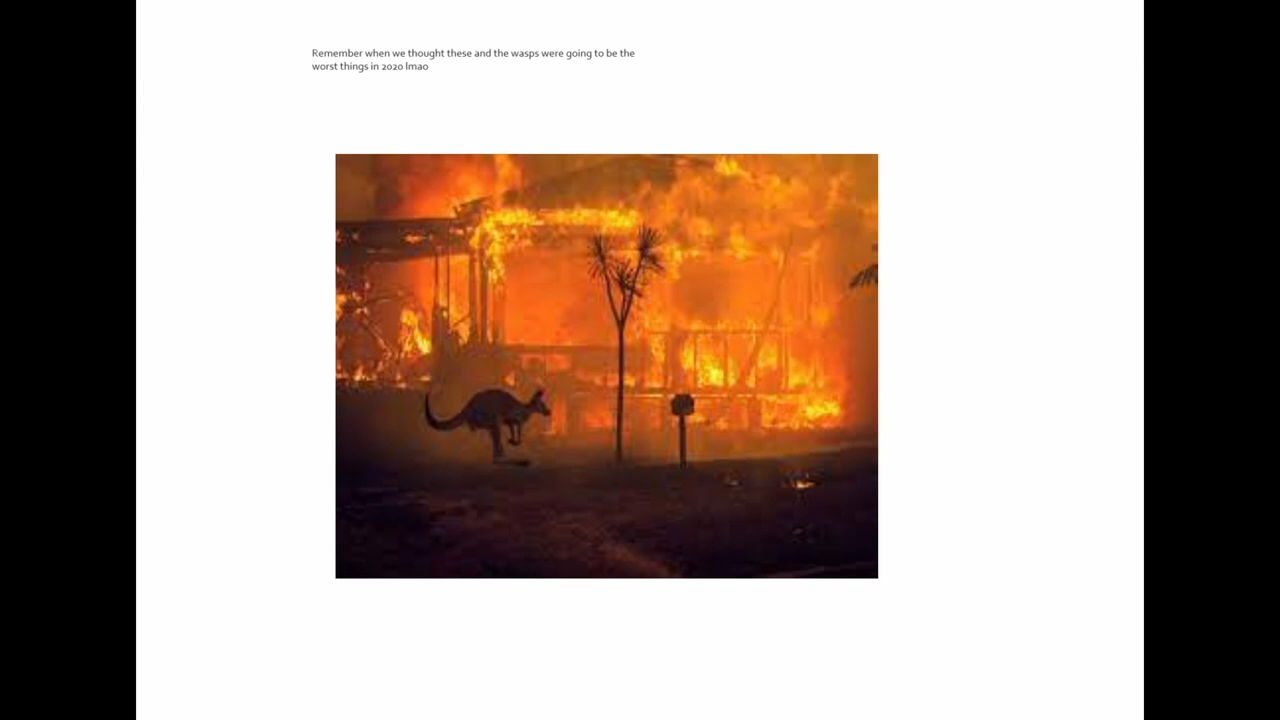 Remember when we thought these and the wasps were going to be the
worst things in 2020 lmao